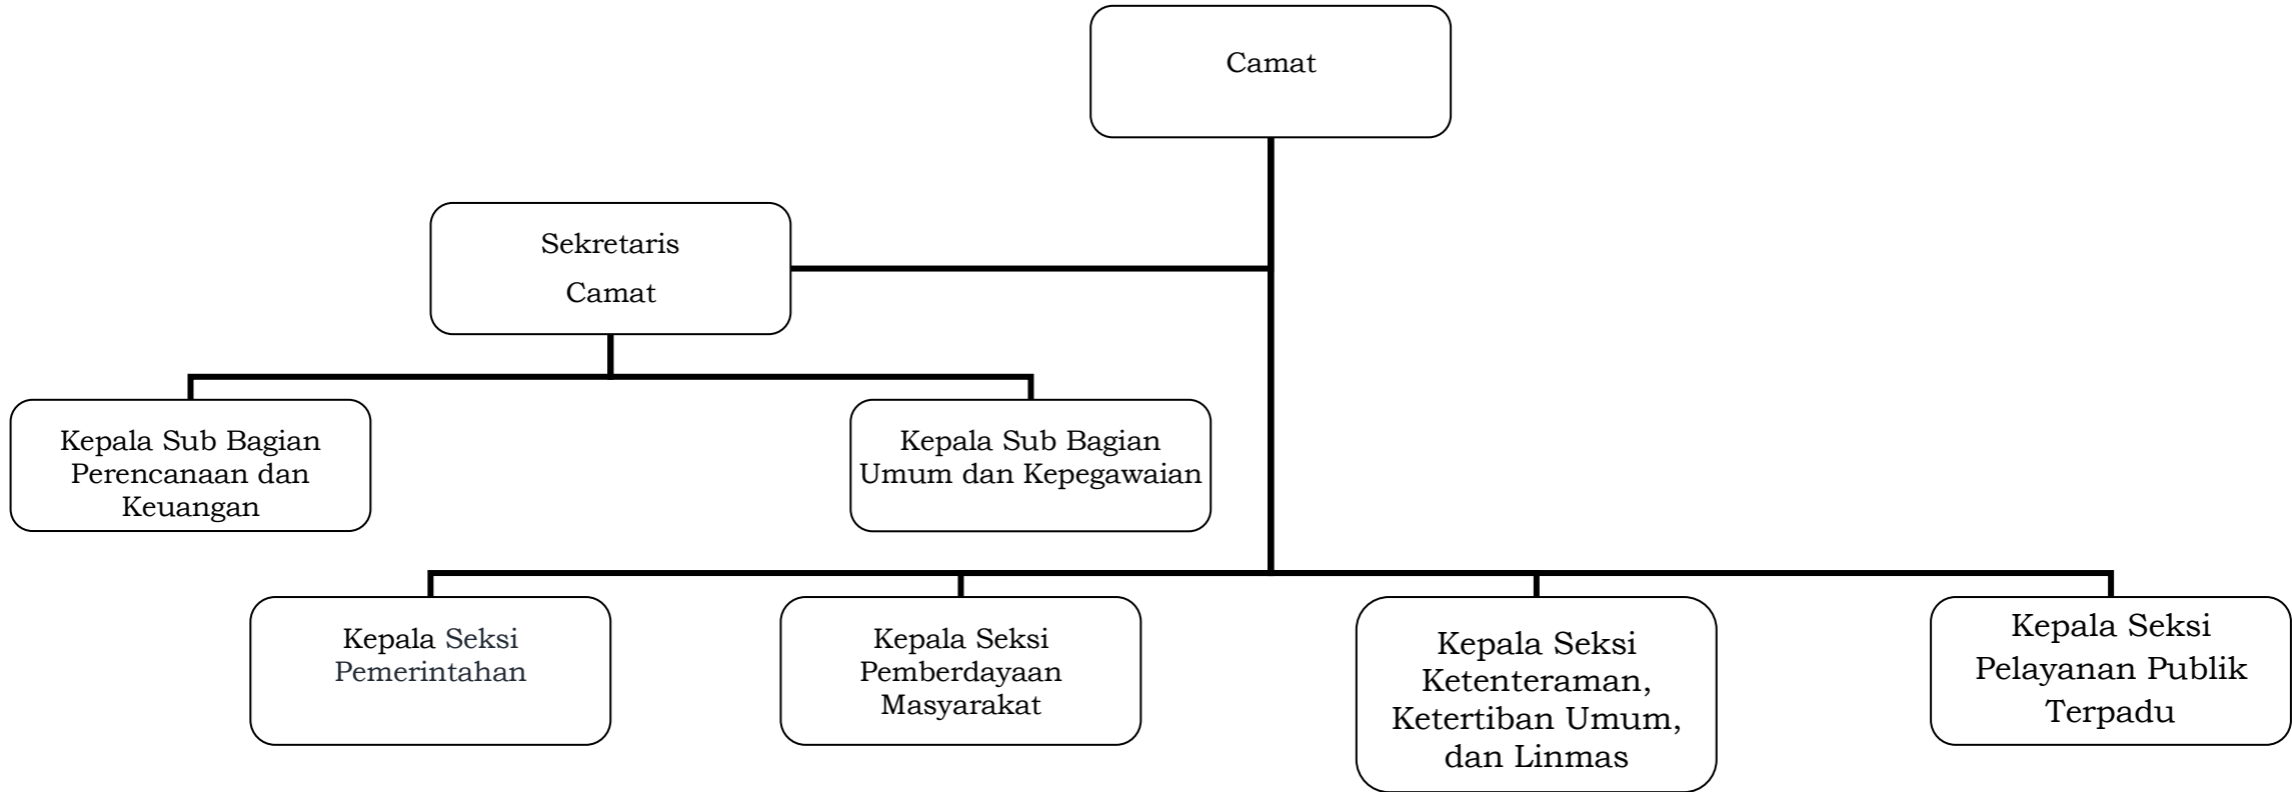 Camat
Sekretaris
Camat
Kepala Sub Bagian
Perencanaan dan
Keuangan
Kepala Sub Bagian
Umum dan Kepegawaian
Kepala Seksi
Pemerintahan
Kepala Seksi
Pemberdayaan
Masyarakat
Kepala Seksi
Ketenteraman,
Ketertiban Umum,
dan Linmas
Kepala Seksi
Pelayanan Publik
Terpadu